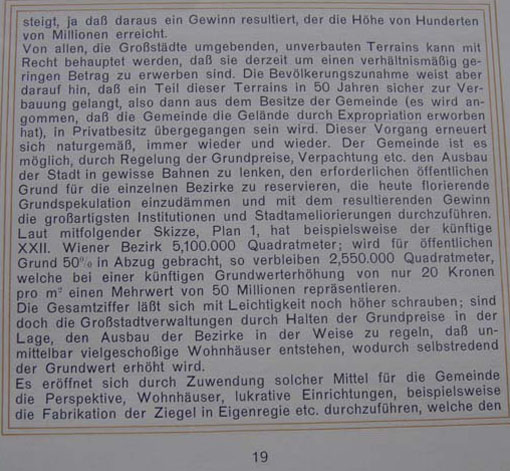 steigt, ja daß daraus ein Gewinn resultiert, der die Höhe von Hunderten
von Millionen erreicht.
Von allen, die Großstädte umgebenden, unverbauten Terrains kann mit
Recht behauptet werden, daß sie derzeit um einen verhältnismäßig ge-
ringen Betrag zu erwerben sind. Die Bevölkerungszunahme weist aber
darauf hin, daß ein Teil dieser Terrains in 50 Jahren sicher zur Ver-
bauung gelangt, also dann aus dem Besitze der Gemeinde (es wird an-
gommen, daß die Gemeinde die Gelände durch Expropriation erworben
hat), in Privatbesitz übergegangen sein wird. Dieser Vorgang erneuert
sich naturgemäß, immer wieder und wieder. Der Gemeinde ist es
möglich, durch Regelung der Grundpreise, Verpachtung etc. den Ausbau
der Stadt in gewisse Bahnen zu lenken, den erforderlichen öffentlichen
Grund für die einzelnen Bezirke zu reservieren, die heute florierende
Grundspekulation einzudämmen und mit dem resultierenden Gewinn
die großartigsten Institutionen und Stadtameliorierungen durchzuführen.
Laut mitfolgender Skizze, Plan 1, hat beispielsweise der künftige
XXII. Wiener Bezirk 5,100.000 Quadratmeter; wird für öffentlichen
Grund 50% in Abzug gebracht, so verbleiben 2,550.000 Quadratmeter,
welche bei einer künftigen Grundwerterhöhung von nur 20 Kronen
pro m² einen Mehrwert von 50 Millionen repräsentieren.
Die Gesamtziffer läßt sich mit Leichtigkeit noch höher schrauben; sind
doch die Großstadtverwaltungen durch Halten der Grundpreise in der
Lage, den Ausbau der Bezirke in der Weise zu regeln, daß un-
mittelbar vielgeschoßige Wohnhäuser entstehen, wodurch selbstredend
der Grundwert erhöht wird.
Es eröffnet sich durch Zuwendung solcher Mittel für die Gemeinde
die Perspektive, Wohnhäuser, lukrative Einrichtungen, beispielsweise
die Fabrikation der Ziegel in Eigenregie etc. durchzuführen, welche den
19